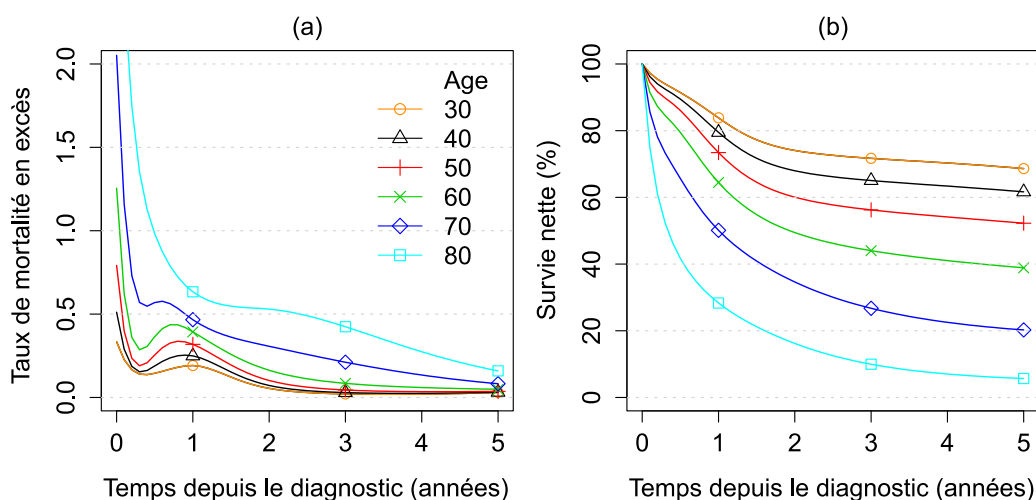 (a)
Taux de mortalité en excès
2.0
1.5
1.0
0.5
0.0
Age
30
40
50
60
70
80
0 1 2 3 4 5
Temps depuis le diagnostic (années)
(b)
Survie nette (%)
100
80
60
40
20
0
0 1 2 3 4 5
Temps depuis le diagnostic (années)